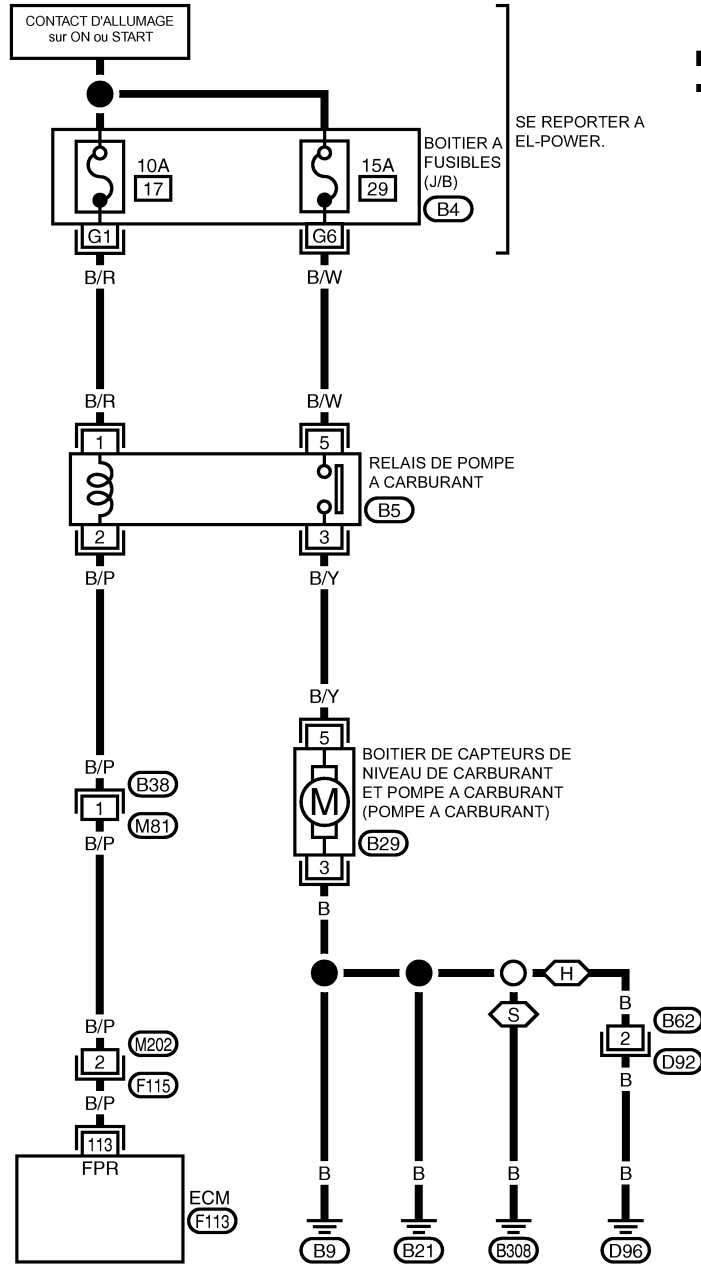 CONTACT D'ALLUMAGE
sur ON ou START
SE REPORTER A
EL-POWER.
BOITIER A
FUSIBLES
(J/B)
B4
10A
17
15A
29
G1
G6
B/R
B/W
B/R
B/W
1
5
RELAIS DE POMPE
A CARBURANT
B5
2
3
B/P
B/Y
B/Y
5
BOITIER DE CAPTEURS DE
NIVEAU DE CARBURANT
ET POMPE A CARBURANT
(POMPE A CARBURANT)
M
B29
3
B
B/P
B38
1
M81
B/P
H
S
B
B62
2
D92
B
B/P
M202
2
F115
B/P
113
FPR
ECM
F113
B
B
B
B
B9
B21
B308
D96